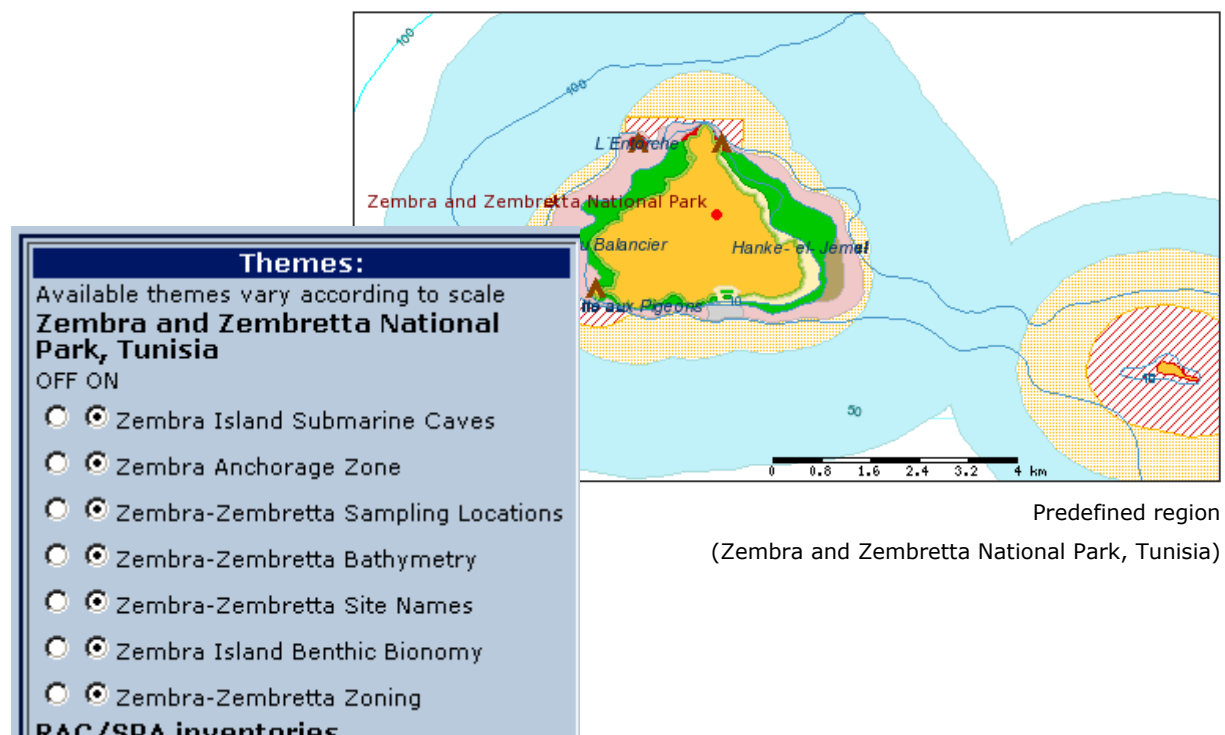 100
100
L'Entorche
Zembra and Zembretta National Park
u Balancier
Hanke- el- Jemel
aux Pigeons
10
10
50
0 0.8 1.6 2.4 3.2 4 km
Predefined region
(Zembra and Zembretta National Park, Tunisia)
Themes:
Available themes vary according to scale
Zembra and Zembretta National
Park, Tunisia
OFF ON
Zembra Island Submarine Caves
Zembra Anchorage Zone
Zembra-Zembretta Sampling Locations
Zembra-Zembretta Bathymetry
Zembra-Zembretta Site Names
Zembra Island Benthic Bionomy
Zembra-Zembretta Zoning
RAC/SPA inventories